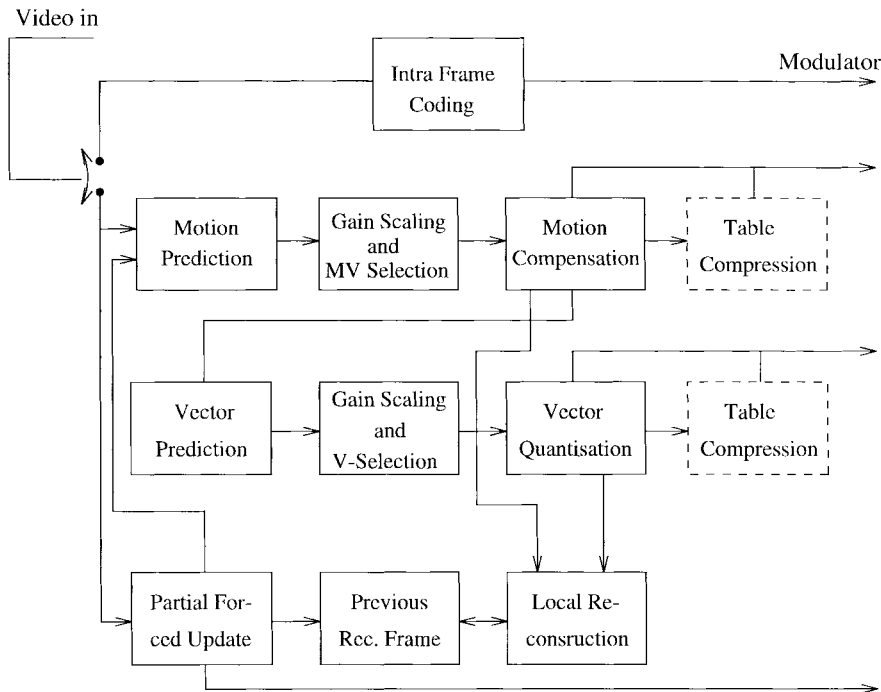 Video in
Intra Frame
Coding
Modulator
Motion
Prediction
Gain Scaling
and
MV Selection
Motion
Compensation
Table
Compression
Vector
Prediction
Gain Scaling
and
V-Selection
Vector
Quantisation
Table
Compression
Partial For-
ced Update
Previous
Rec. Frame
Local Re-
consruction